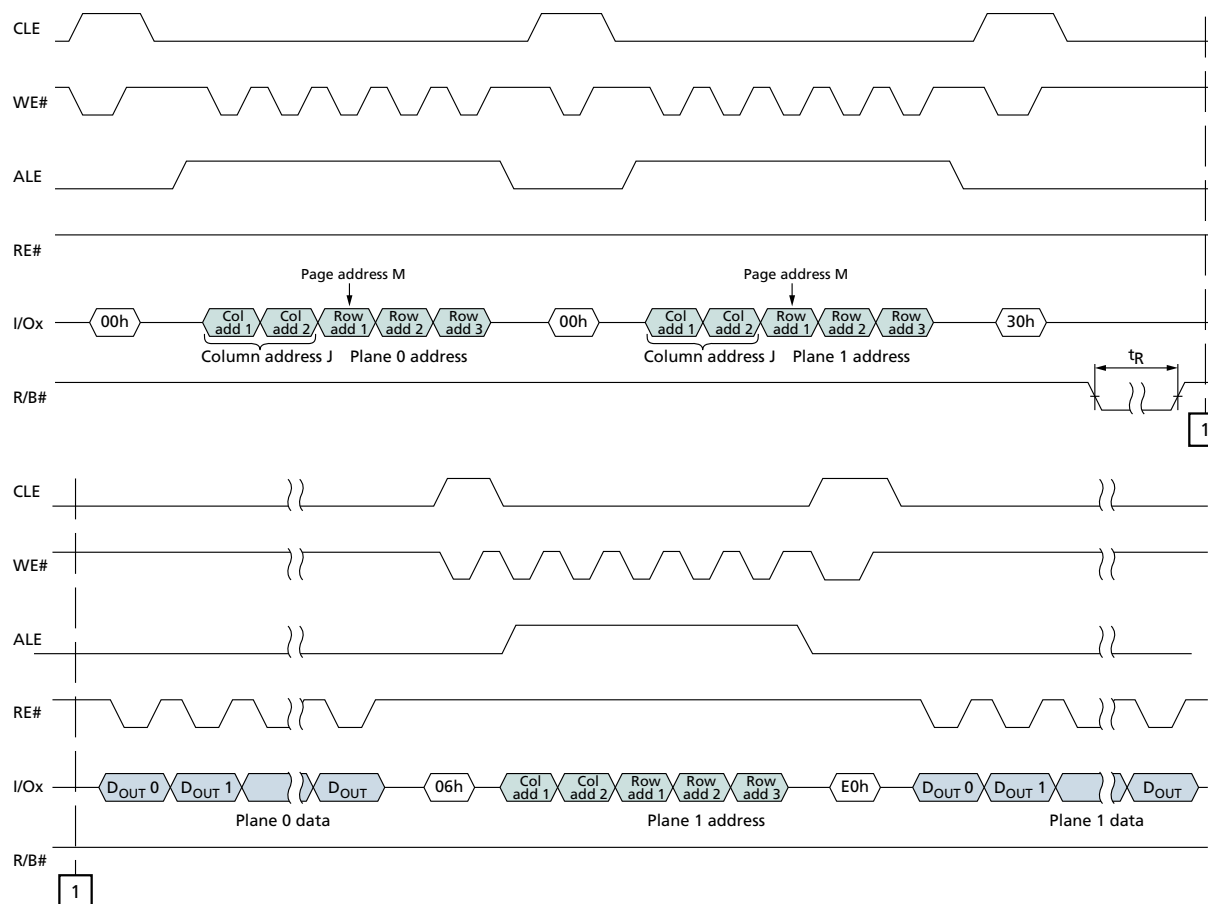 CLE
WE#
ALE
RE#
Page address M
Page address M
I/Ox
00h
Col add 1
Col add 2
Row add 1
Row add 2
Row add 3
00h
Col add 1
Col add 2
Row add 1
Row add 2
Row add 3
30h
Column address J
Plane 0 address
Column address J
Plane 1 address
tR
R/B#
1
CLE
WE#
ALE
RE#
I/Ox
DOUT 0
DOUT 1
DOUT
06h
Col add 1
Col add 2
Row add 1
Row add 2
Row add 3
E0h
DOUT 0
DOUT 1
DOUT
Plane 0 data
Plane 1 address
Plane 1 data
R/B#
1